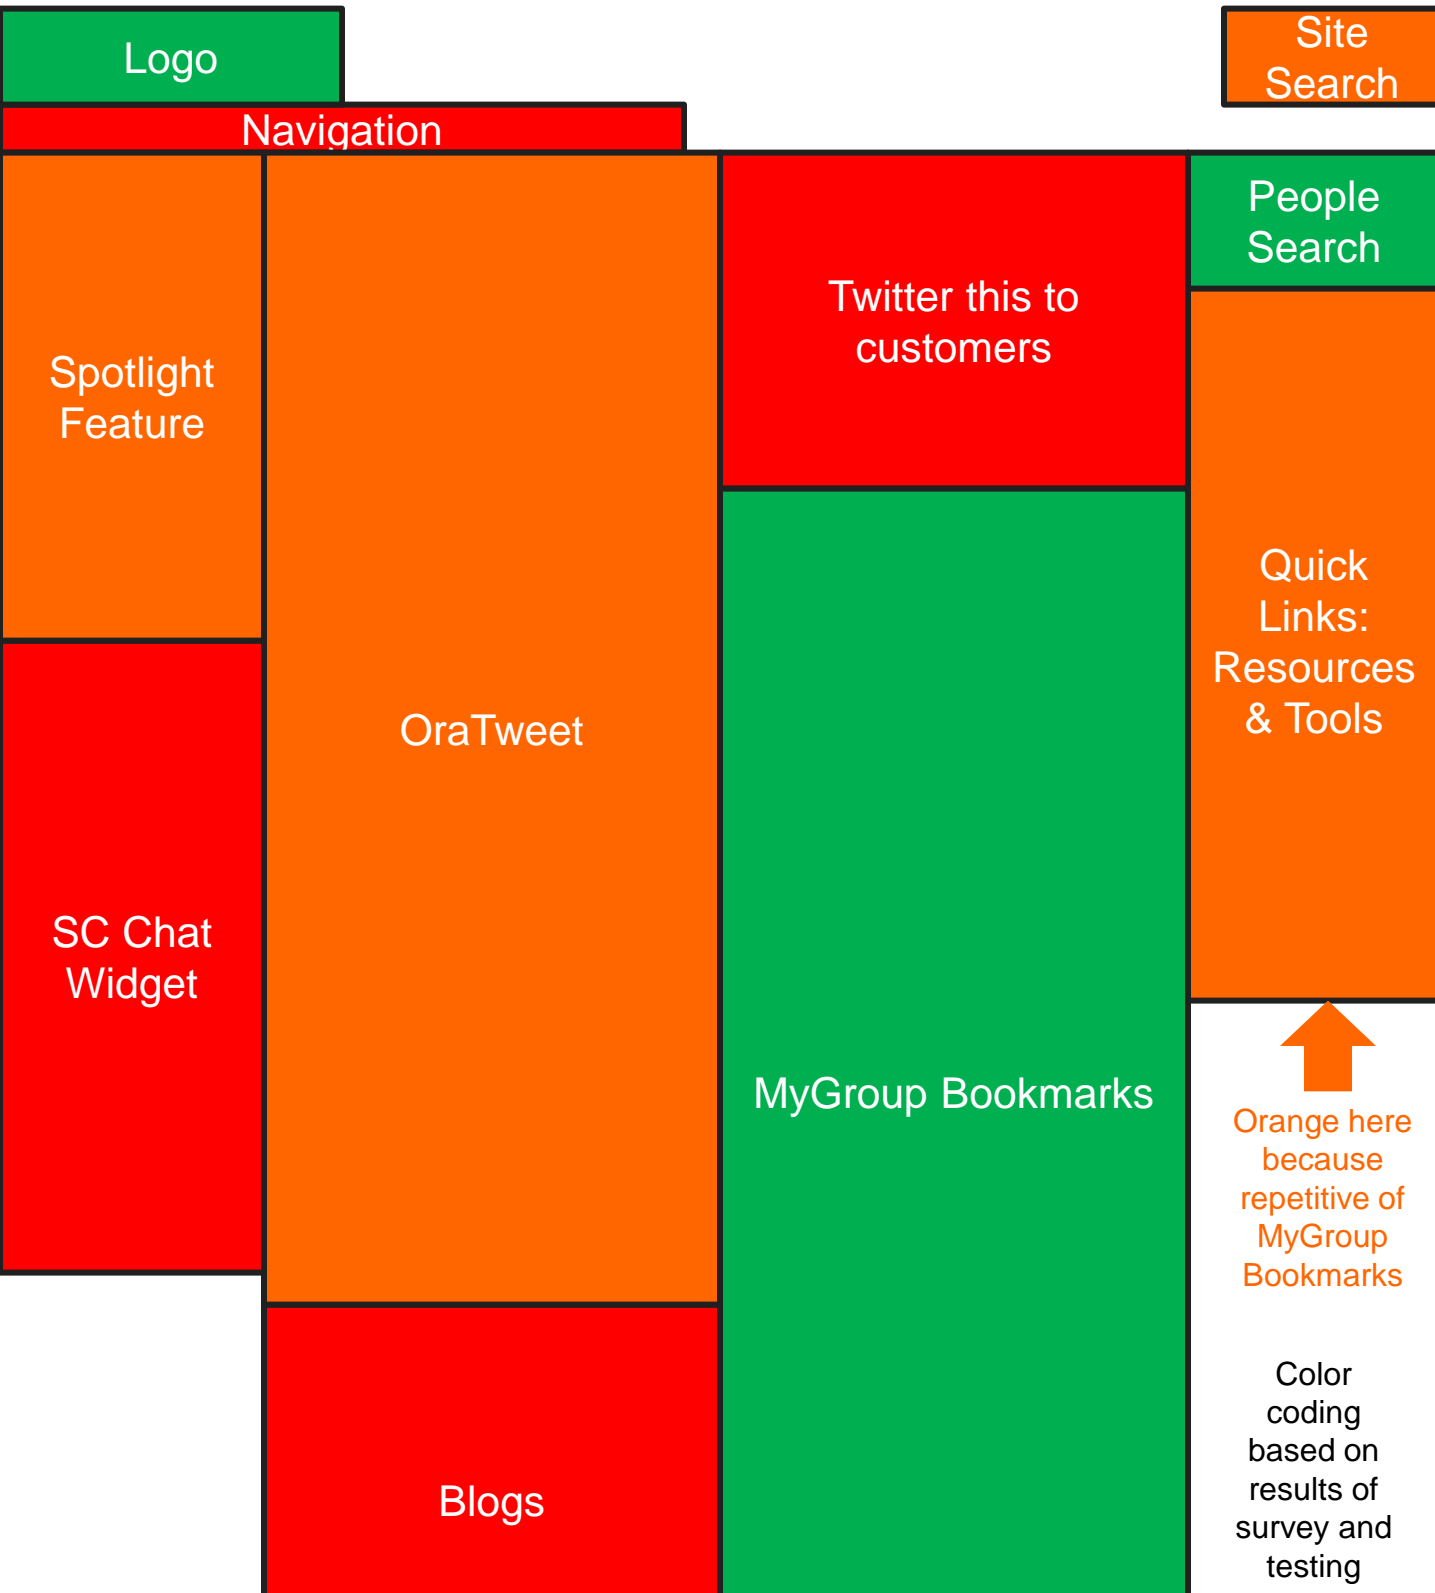 Logo
Site
Search
Navigation
People
Search
Twitter this to
customers
Spotlight
Feature
Quick
Links:
Resources
& Tools
OraTweet
SC Chat
Widget
MyGroup Bookmarks
Orange here
because
repetitive of
MyGroup
Bookmarks
Color
coding
based on
results of
survey and
testing
Blogs